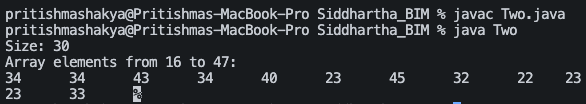 pritishmashakya@Pritishmas-MacBook-Pro Siddhartha_BIM % javac Two.java
pritishmashakya@Pritishmas-MacBook-Pro Siddhartha_BIM % java Two
Size: 30
Array elements from 16 to 47:
34 34 43 34 40 23 45 32 22 23
23 33 %